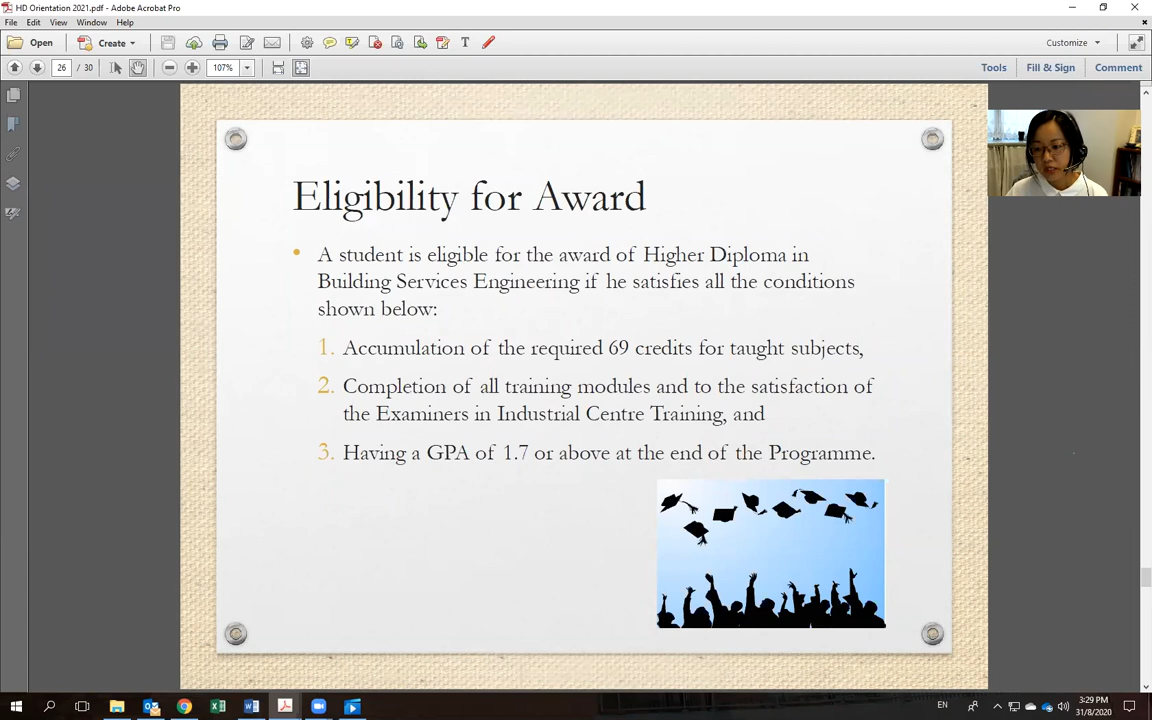 HD Orientation 2021.pdf - Adobe Acrobat Pro
File Edit View Window Help
Open Create Customize
26 / 30 107% Tools Fill & Sign Comment
Eligibility for Award
• A student is eligible for the award of Higher Diploma in
Building Services Engineering if he satisfies all the conditions
shown below:
1. Accumulation of the required 69 credits for taught subjects,
2. Completion of all training modules and to the satisfaction of
the Examiners in Industrial Centre Training, and
3. Having a GPA of 1.7 or above at the end of the Programme.
EN
3:29 PM
31/8/2020